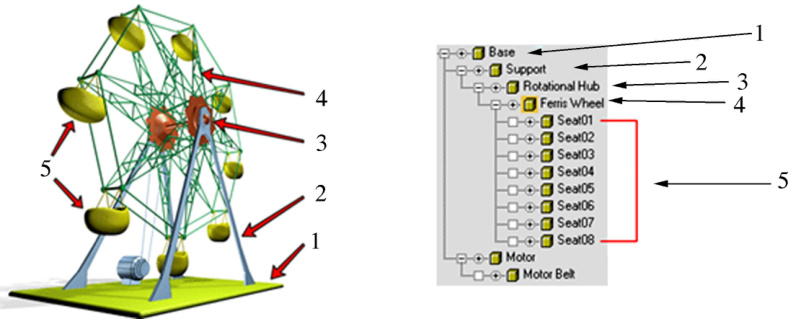 4
3
5
2
1
Base
1
Support
2
Rotational Hub
3
Ferris Wheel
4
Seat01
Seat02
Seat03
Seat04
Seat05
5
Seat06
Seat07
Seat08
Motor
Motor Belt